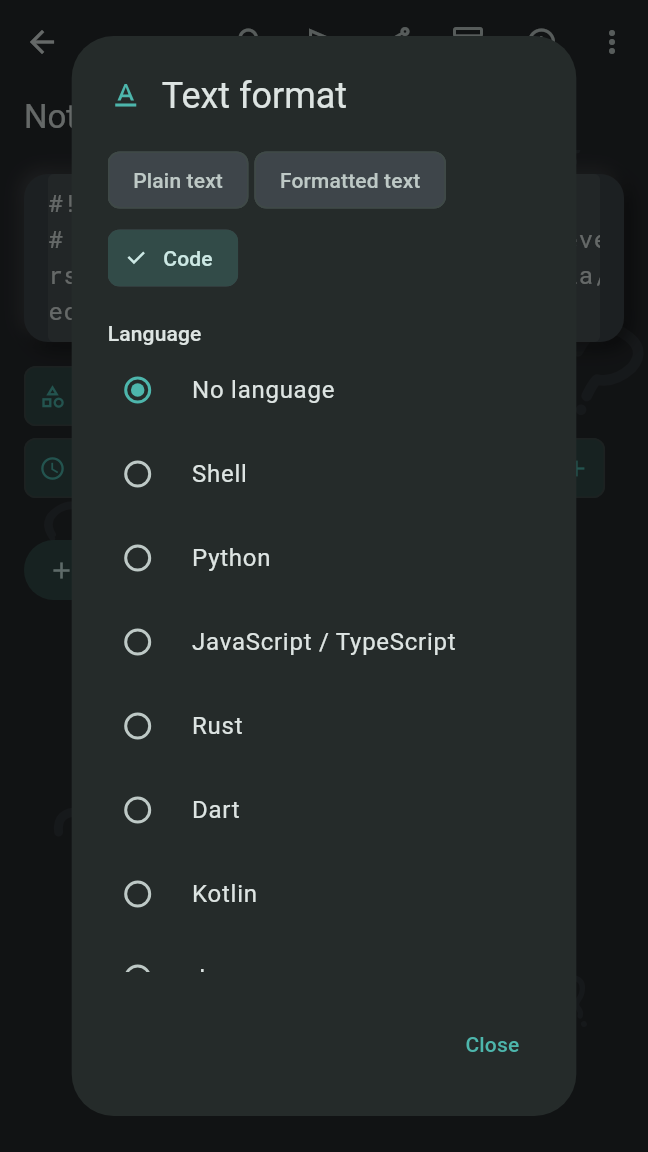 Text format
Plain text
Formatted text
Code
Language
No language
Shell
Python
JavaScript / TypeScript
Rust
Dart
Kotlin
Close